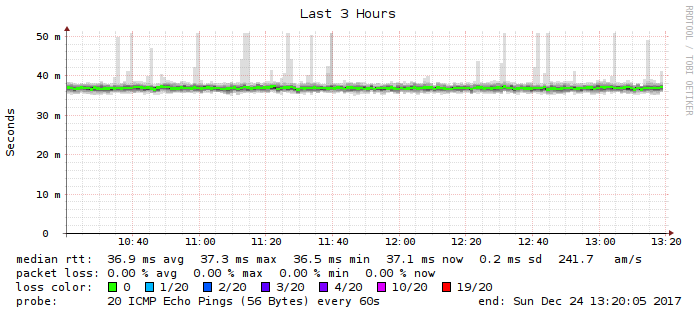 Last 3 Hours
RRDTOOL / TOBI OETIKER
Seconds
50 m
40 m
30 m
20 m
10 m
0
10:40 11:00 11:20 11:40 12:00 12:20 12:40 13:00 13:20
median rtt: 36.9 ms avg 37.3 ms max 36.5 ms min 37.1 ms now 0.2 ms sd 241.7 am/s
packet loss: 0.00 % avg 0.00 % max 0.00 % min 0.00 % now
loss color: 0 1/20 2/20 3/20 4/20 10/20 19/20
probe: 20 ICMP Echo Pings (56 Bytes) every 60s end: Sun Dec 24 13:20:05 2017